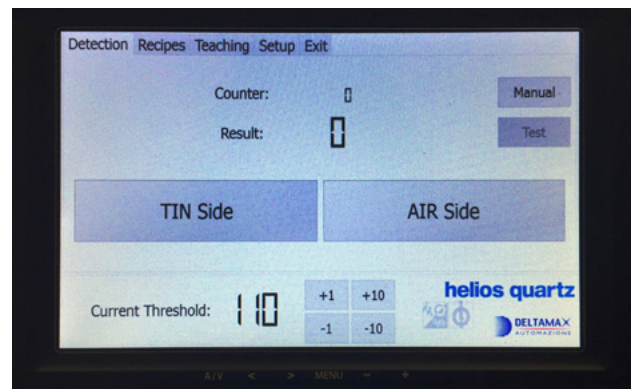 Detection Recipes Teaching Setup Exit
Counter: 0
Manual
Result: 0
Test
TIN Side
AIR Side
Current Threshold: 110
+1 +10
-1 -10
helios quartz
DELTAMAX
AUTOMAZIONE
A/V < > MENU - +